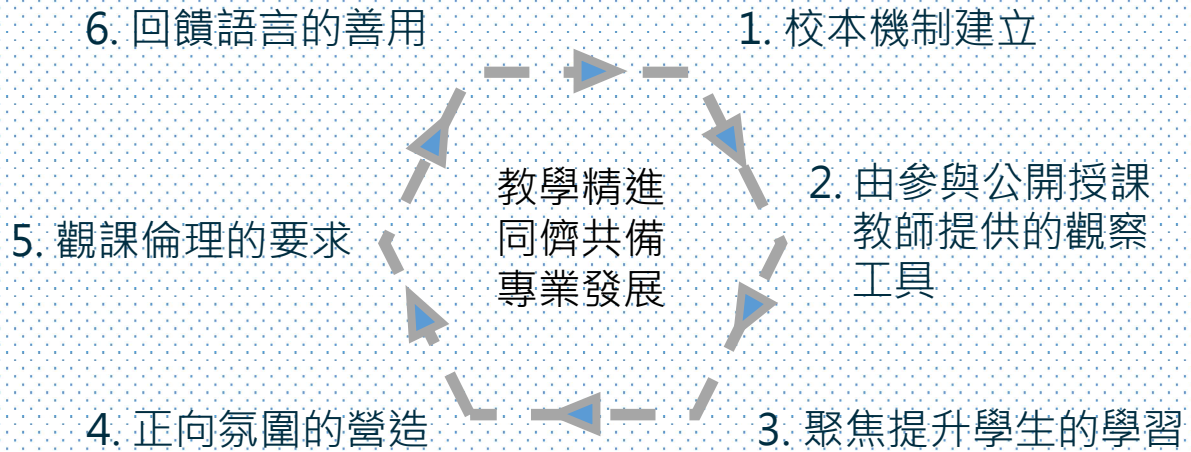 6. 回饋語言的善用
1. 校本機制建立
教學精進
同儕共備
專業發展
2. 由參與公開授課
教師提供的觀察
工具
5. 觀課倫理的要求
4. 正向氛圍的營造
3. 聚焦提升學生的學習